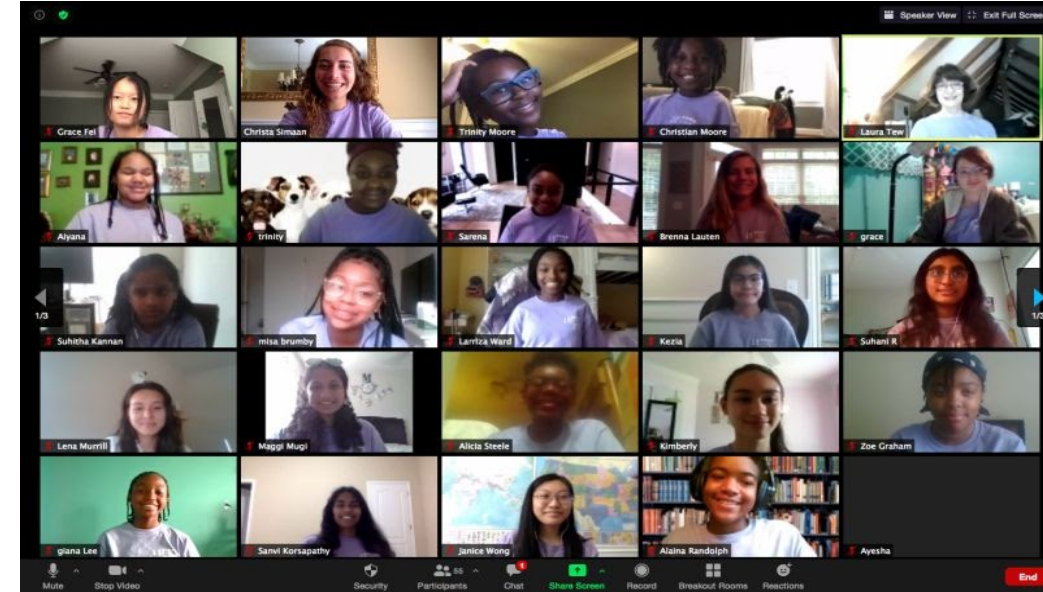 Speaker View Exit Full Screen
Grace Fei
Christa Simaan
Trinity Moore
Christian Moore
Laura Tew
Aiyana
trinity
Sarena
Brenna Lauten
grace
1/3
Suhitha Kannan
misa brumby
Larriza Ward
Kezia
Suhani R
Lena Murrill
Maggi Mugi
Alicia Steele
Kimberly
Zoe Graham
giana Lee
Sanvi Korsapathy
Janice Wong
Alaina Randolph
Ayesha
55
1
Mute Stop Video Security Participants Chat Share Screen Record Breakout Rooms Reactions End